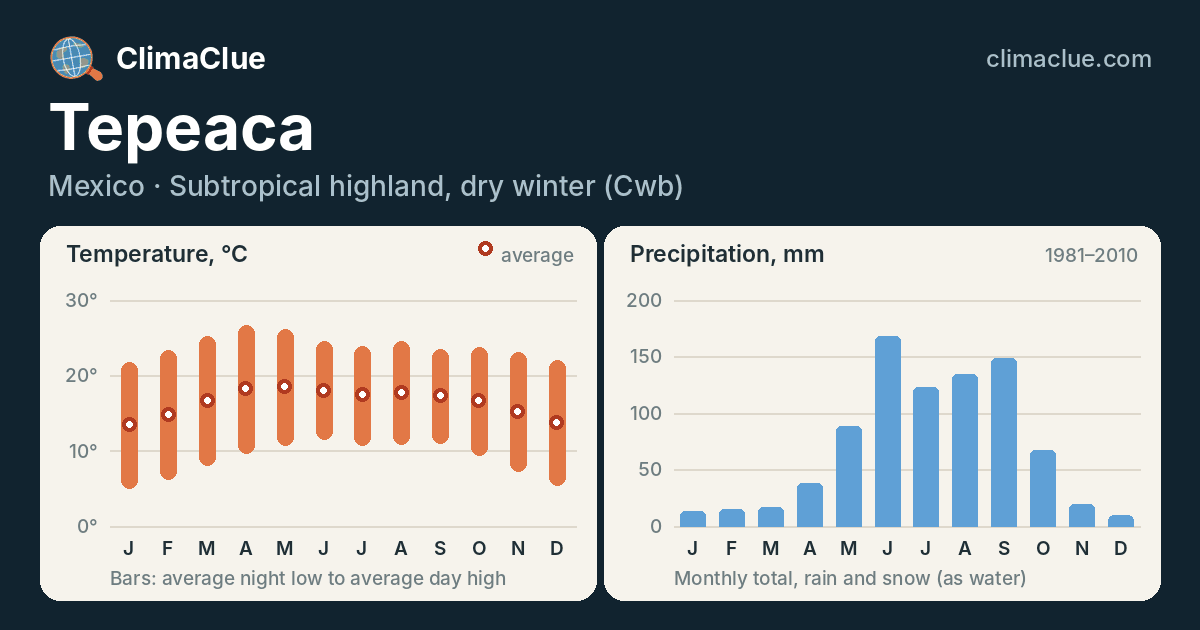 ClimaClue
climaclue.com
Tepeaca
Mexico · Subtropical highland, dry winter (Cwb)
Temperature, °C
average
30°
20°
10°
0°
J F M A M J J A S O N D
Bars: average night low to average day high
Precipitation, mm
1981–2010
200
150
100
50
0
J F M A M J J A S O N D
Monthly total, rain and snow (as water)